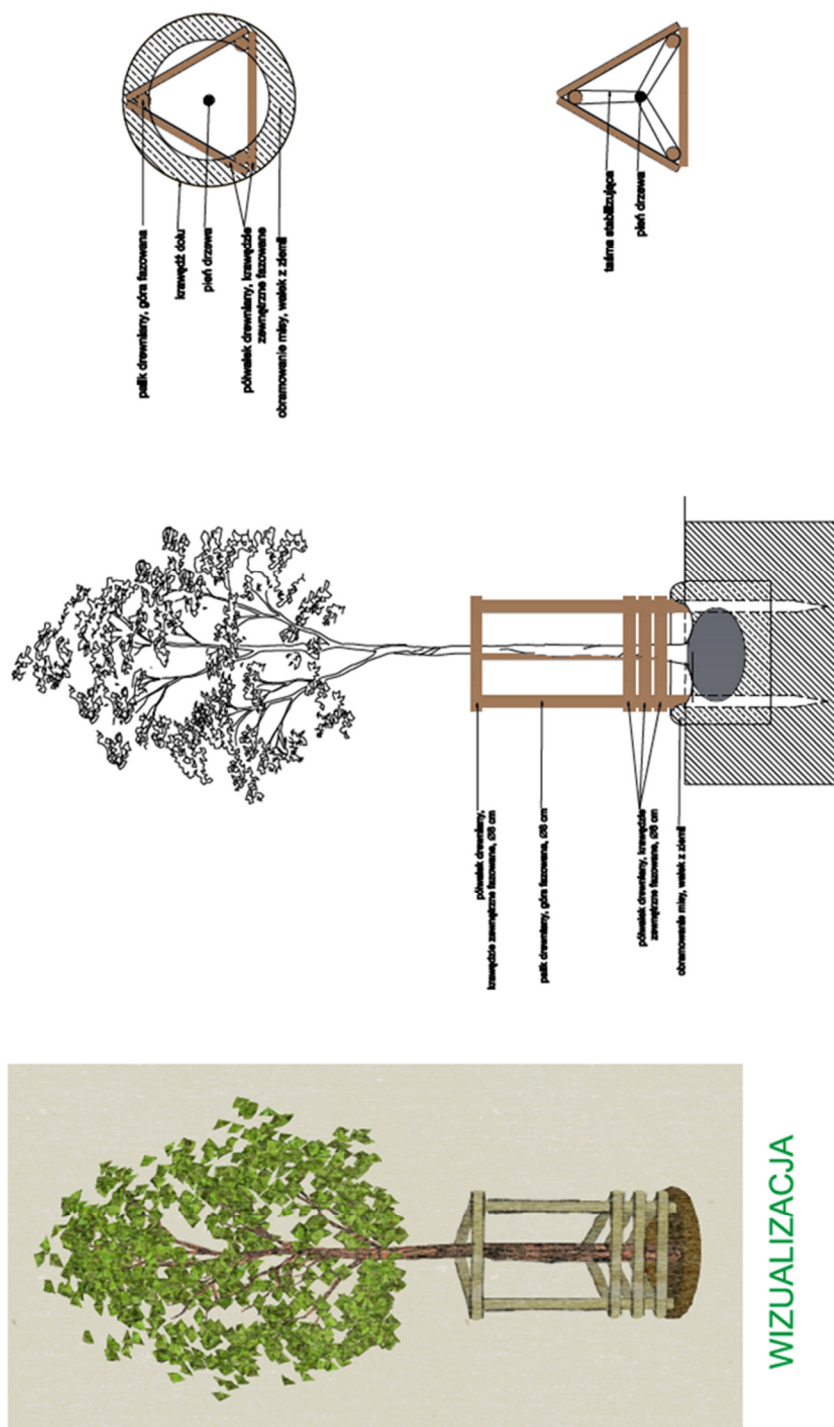 palik drewniany, góra fazowana
krawędź dołu
pień drzewa
półwałek drewniany, krawędzie
zewnętrzne fazowane
obramowanie misy, wałek z ziemi
taśma stabilizująca
pień drzewa
półwałek drewniany,
krawędzie zewnętrzne fazowane, Ø8 cm
palik drewniany, góra fazowana, Ø8 cm
półwałek drewniany, krawędzie
zewnętrzne fazowane, Ø8 cm
obramowanie misy, wałek z ziemi
WIZUALIZACJA